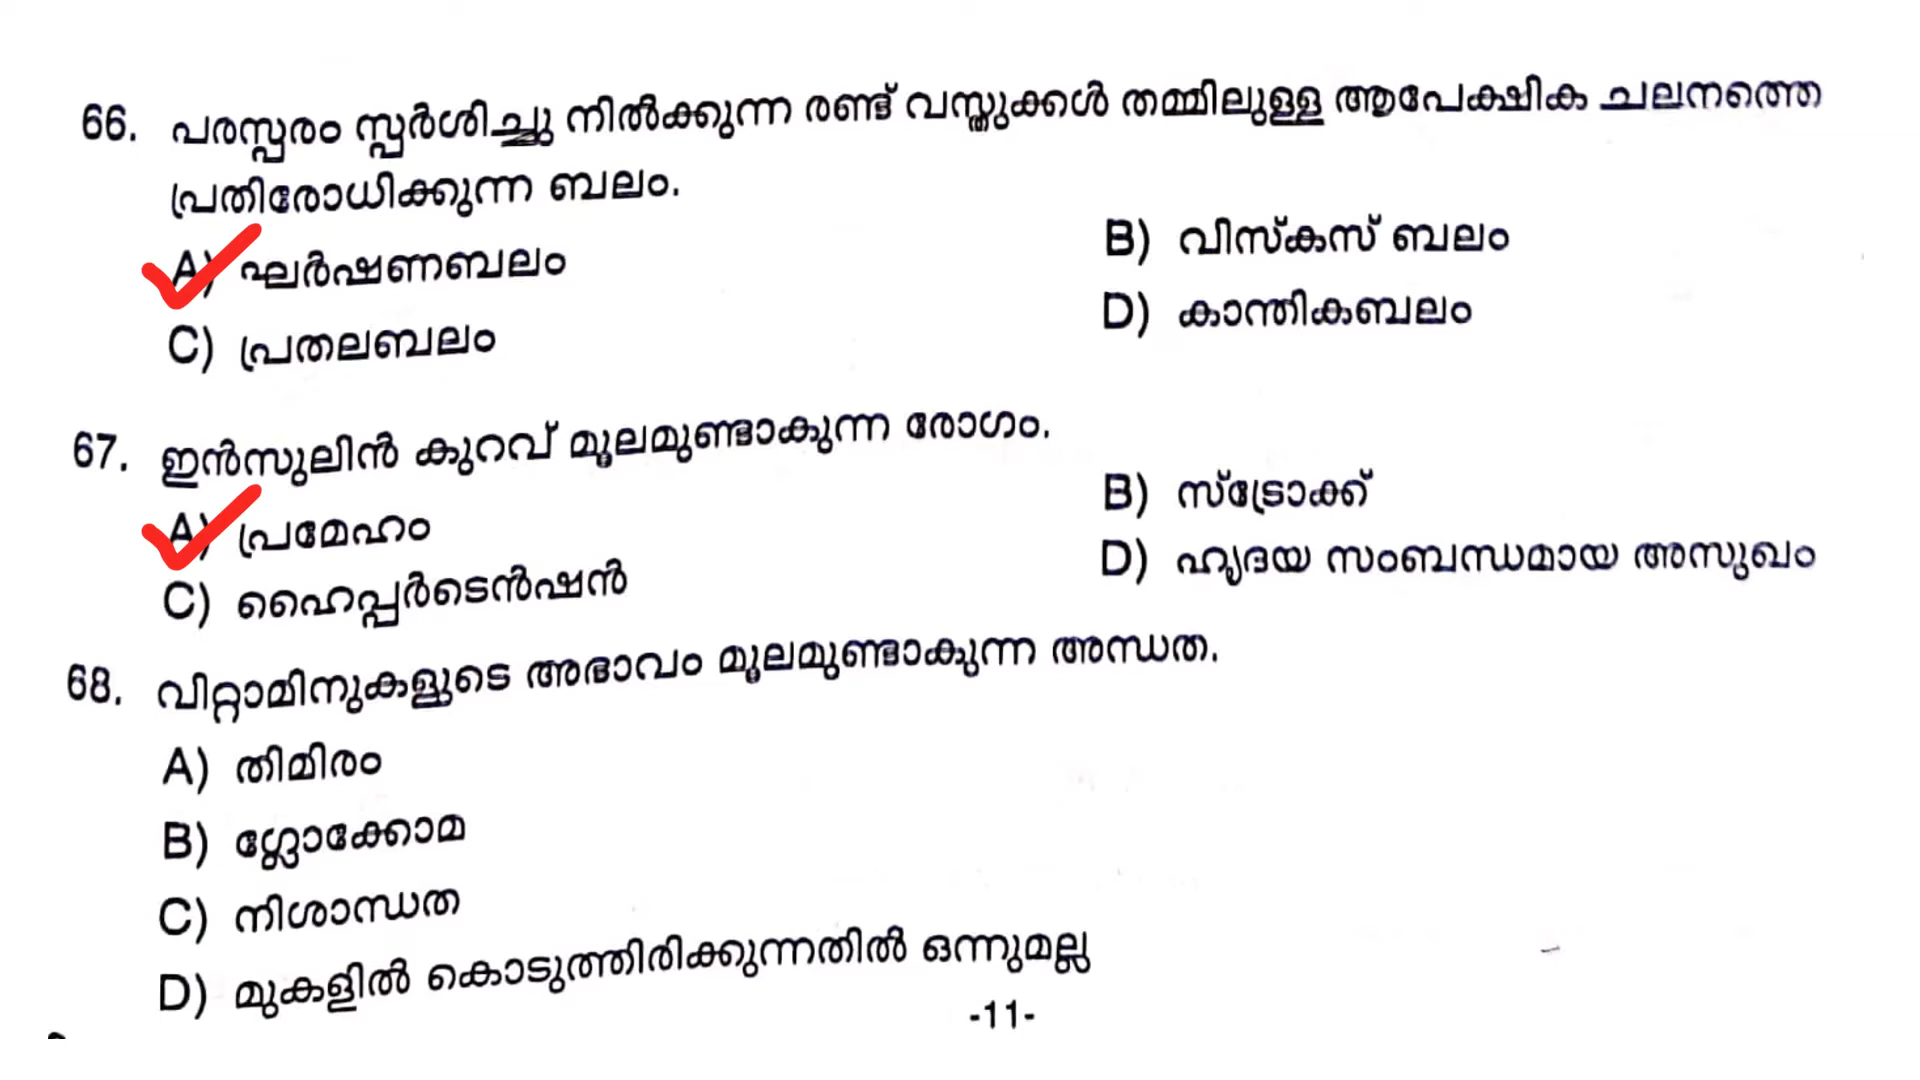 66. പരസ്പരം സ്പർശിച്ചു നിൽക്കുന്ന രണ്ട് വസ്തുക്കൾ തമ്മിലുള്ള ആപേക്ഷിക ചലനത്തെ
പ്രതിരോധിക്കുന്ന ബലം.
A) ഘർഷണബലം
B) വിസ്കസ് ബലം
C) പ്രതലബലം
D) കാന്തികബലം
67. ഇൻസുലിൻ കുറവ് മൂലമുണ്ടാകുന്ന രോഗം.
A) പ്രമേഹം
B) സ്ട്രോക്ക്
C) ഹൈപ്പർടെൻഷൻ
D) ഹൃദയ സംബന്ധമായ അസുഖം
68. വിറ്റാമിനുകളുടെ അഭാവം മൂലമുണ്ടാകുന്ന അന്ധത.
A) തിമിരം
B) ഗ്ലോക്കോമ
C) നിശാന്ധത
D) മുകളിൽ കൊടുത്തിരിക്കുന്നതിൽ ഒന്നുമല്ല
-11-